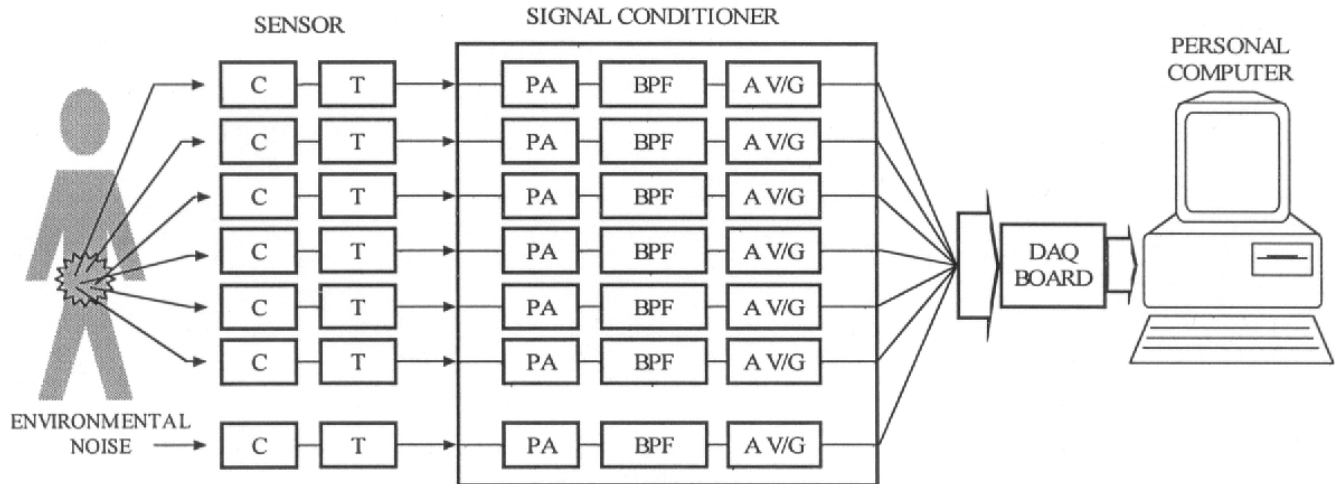 SENSOR
SIGNAL CONDITIONER
PERSONAL
COMPUTER
C T PA BPF A V/G
C T PA BPF A V/G
C T PA BPF A V/G
C T PA BPF A V/G
DAQ
BOARD
C T PA BPF A V/G
C T PA BPF A V/G
ENVIRONMENTAL
NOISE
C T PA BPF A V/G